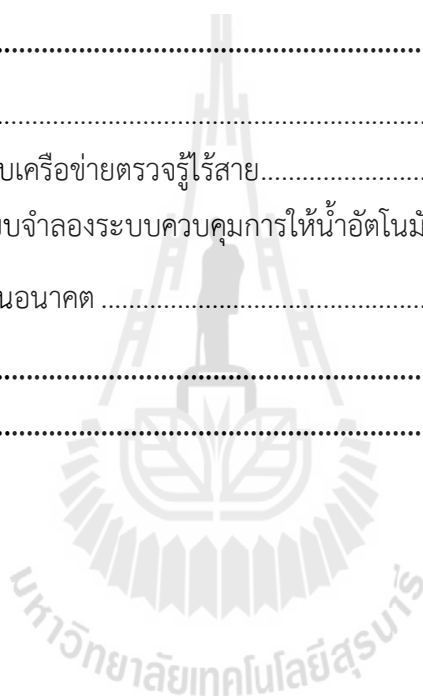 ................................................................
................................................................
บเครือข่ายตรวจรู้ไร้สาย........................
บจำลองระบบควบคุมการให้น้ำอัตโนมั
นอนาคต ................................................
................................................................
................................................................
มหาวิทยาลัยเทคโนโลยีสุรนารี